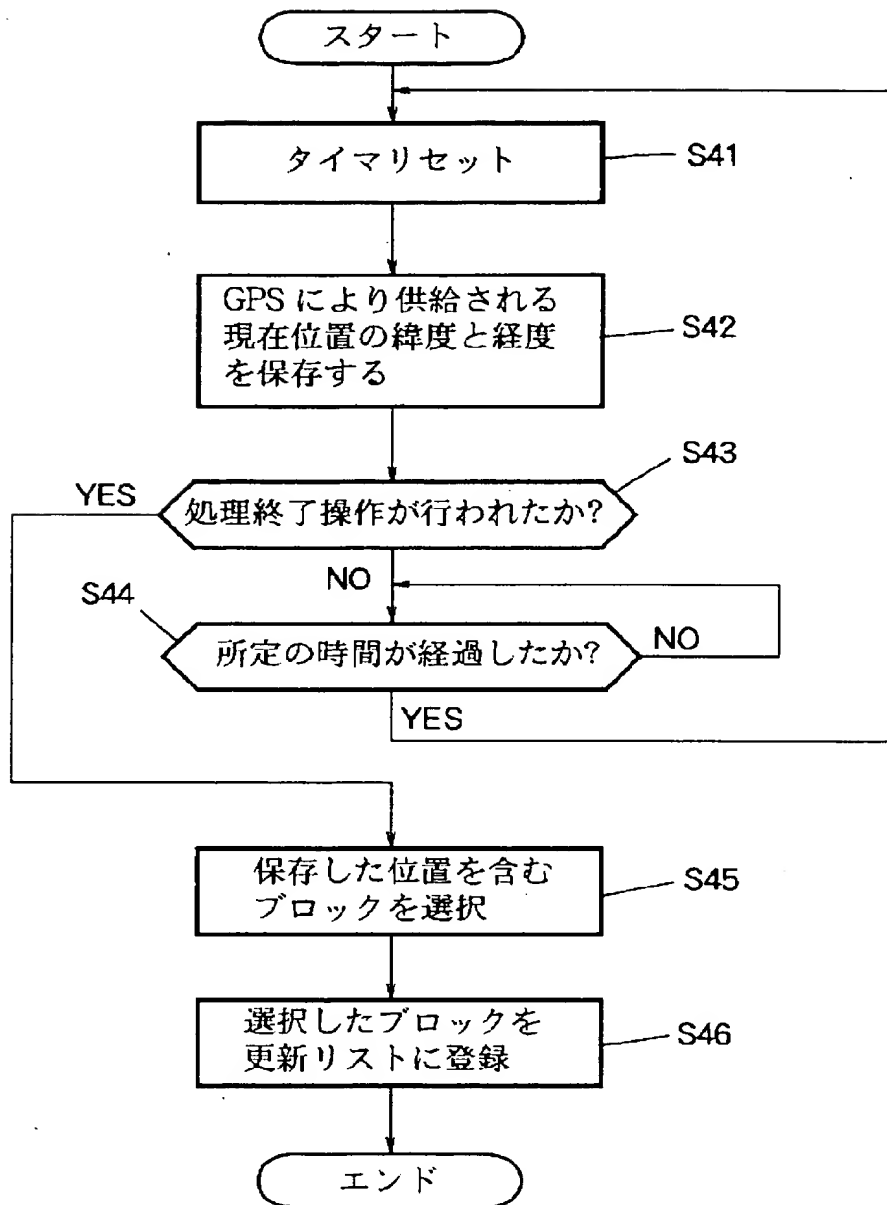 スタート
タイマリセット
S41
GPS により供給される
現在位置の緯度と経度
を保存する
S42
S43
YES
処理終了操作が行われたか?
NO
S44
所定の時間が経過したか?
NO
YES
保存した位置を含む
ブロックを選択
S45
選択したブロックを
更新リストに登録
S46
エンド